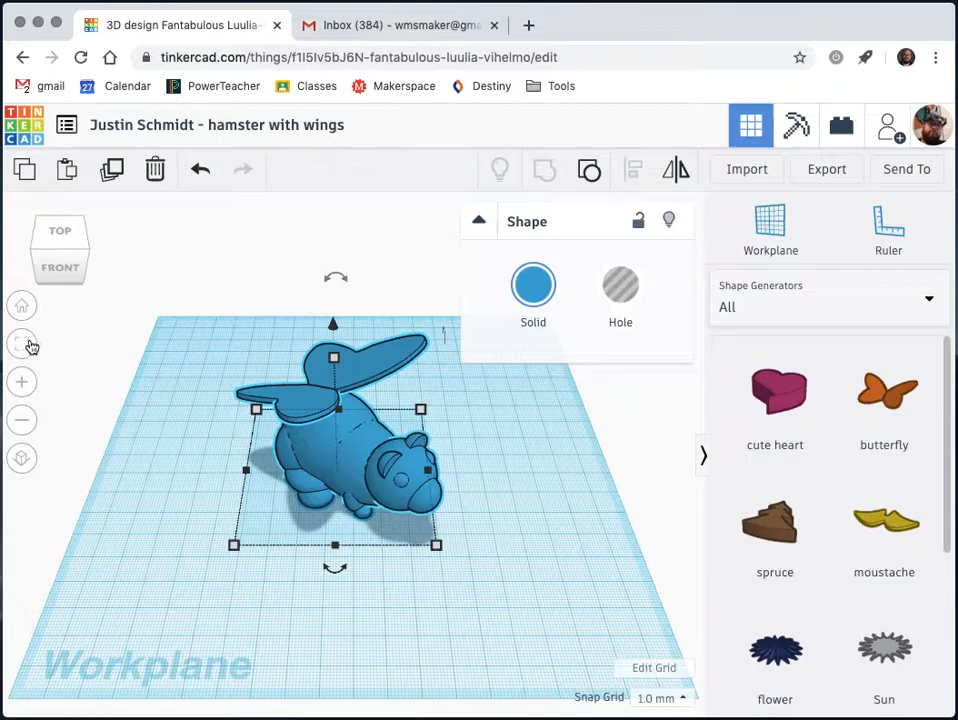 3D design Fantabulous Luulia-
Inbox (384) - wmsmaker@gma
tinkercad.com/things/f1I5Iv5bJ6N-fantabulous-luulia-vihelmo/edit
gmail
27 Calendar
PowerTeacher
Classes
Makerspace
Destiny
Tools
TIN
KER
CAD
Justin Schmidt - hamster with wings
Import
Export
Send To
TOP
FRONT
Shape
Solid
Hole
Workplane
Ruler
Shape Generators
All
cute heart
butterfly
spruce
moustache
flower
Sun
Workplane
Edit Grid
Snap Grid
1.0 mm